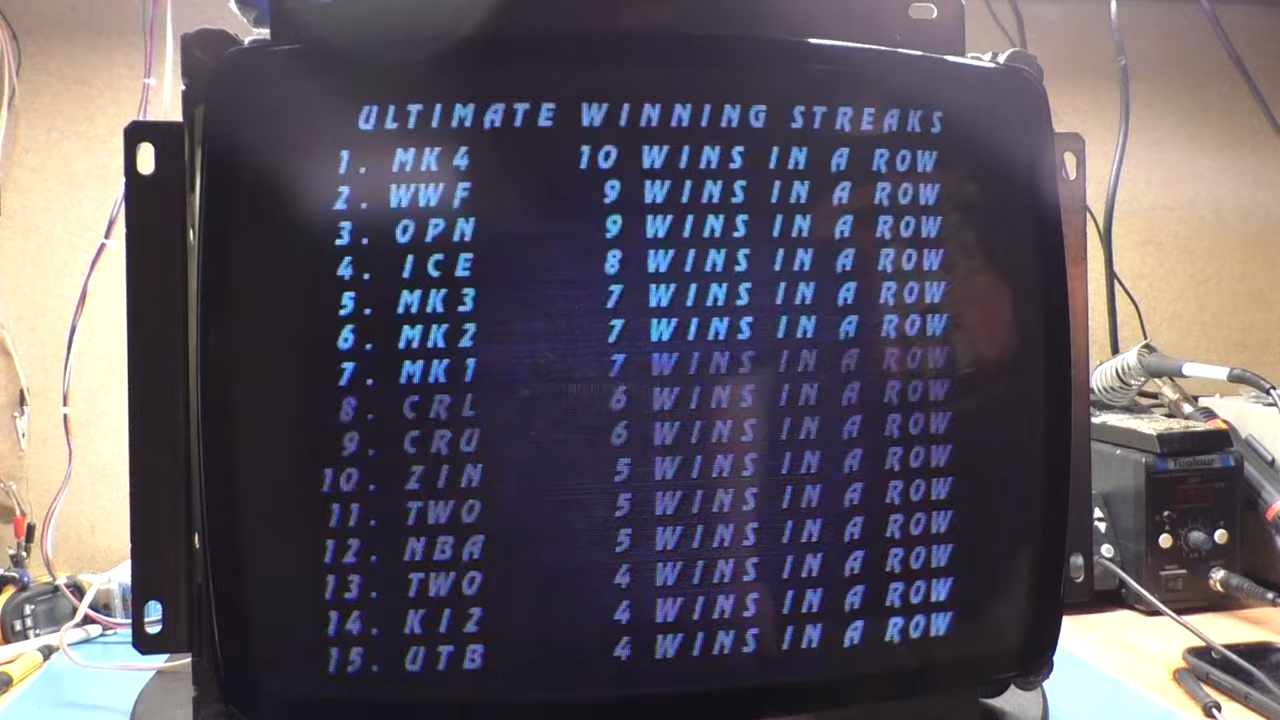 ULTIMATE WINNING STREAKS
1. MK4 10 WINS IN A ROW
2. WWF 9 WINS IN A ROW
3. OPN 9 WINS IN A ROW
4. ICE 8 WINS IN A ROW
5. MK3 7 WINS IN A ROW
6. MK2 7 WINS IN A ROW
7. MK1 7 WINS IN A ROW
8. CRL 6 WINS IN A ROW
9. CRU 6 WINS IN A ROW
10. ZIN 5 WINS IN A ROW
11. TWO 5 WINS IN A ROW
12. NBA 5 WINS IN A ROW
13. TWO 4 WINS IN A ROW
14. KI2 4 WINS IN A ROW
15. UTB 4 WINS IN A ROW